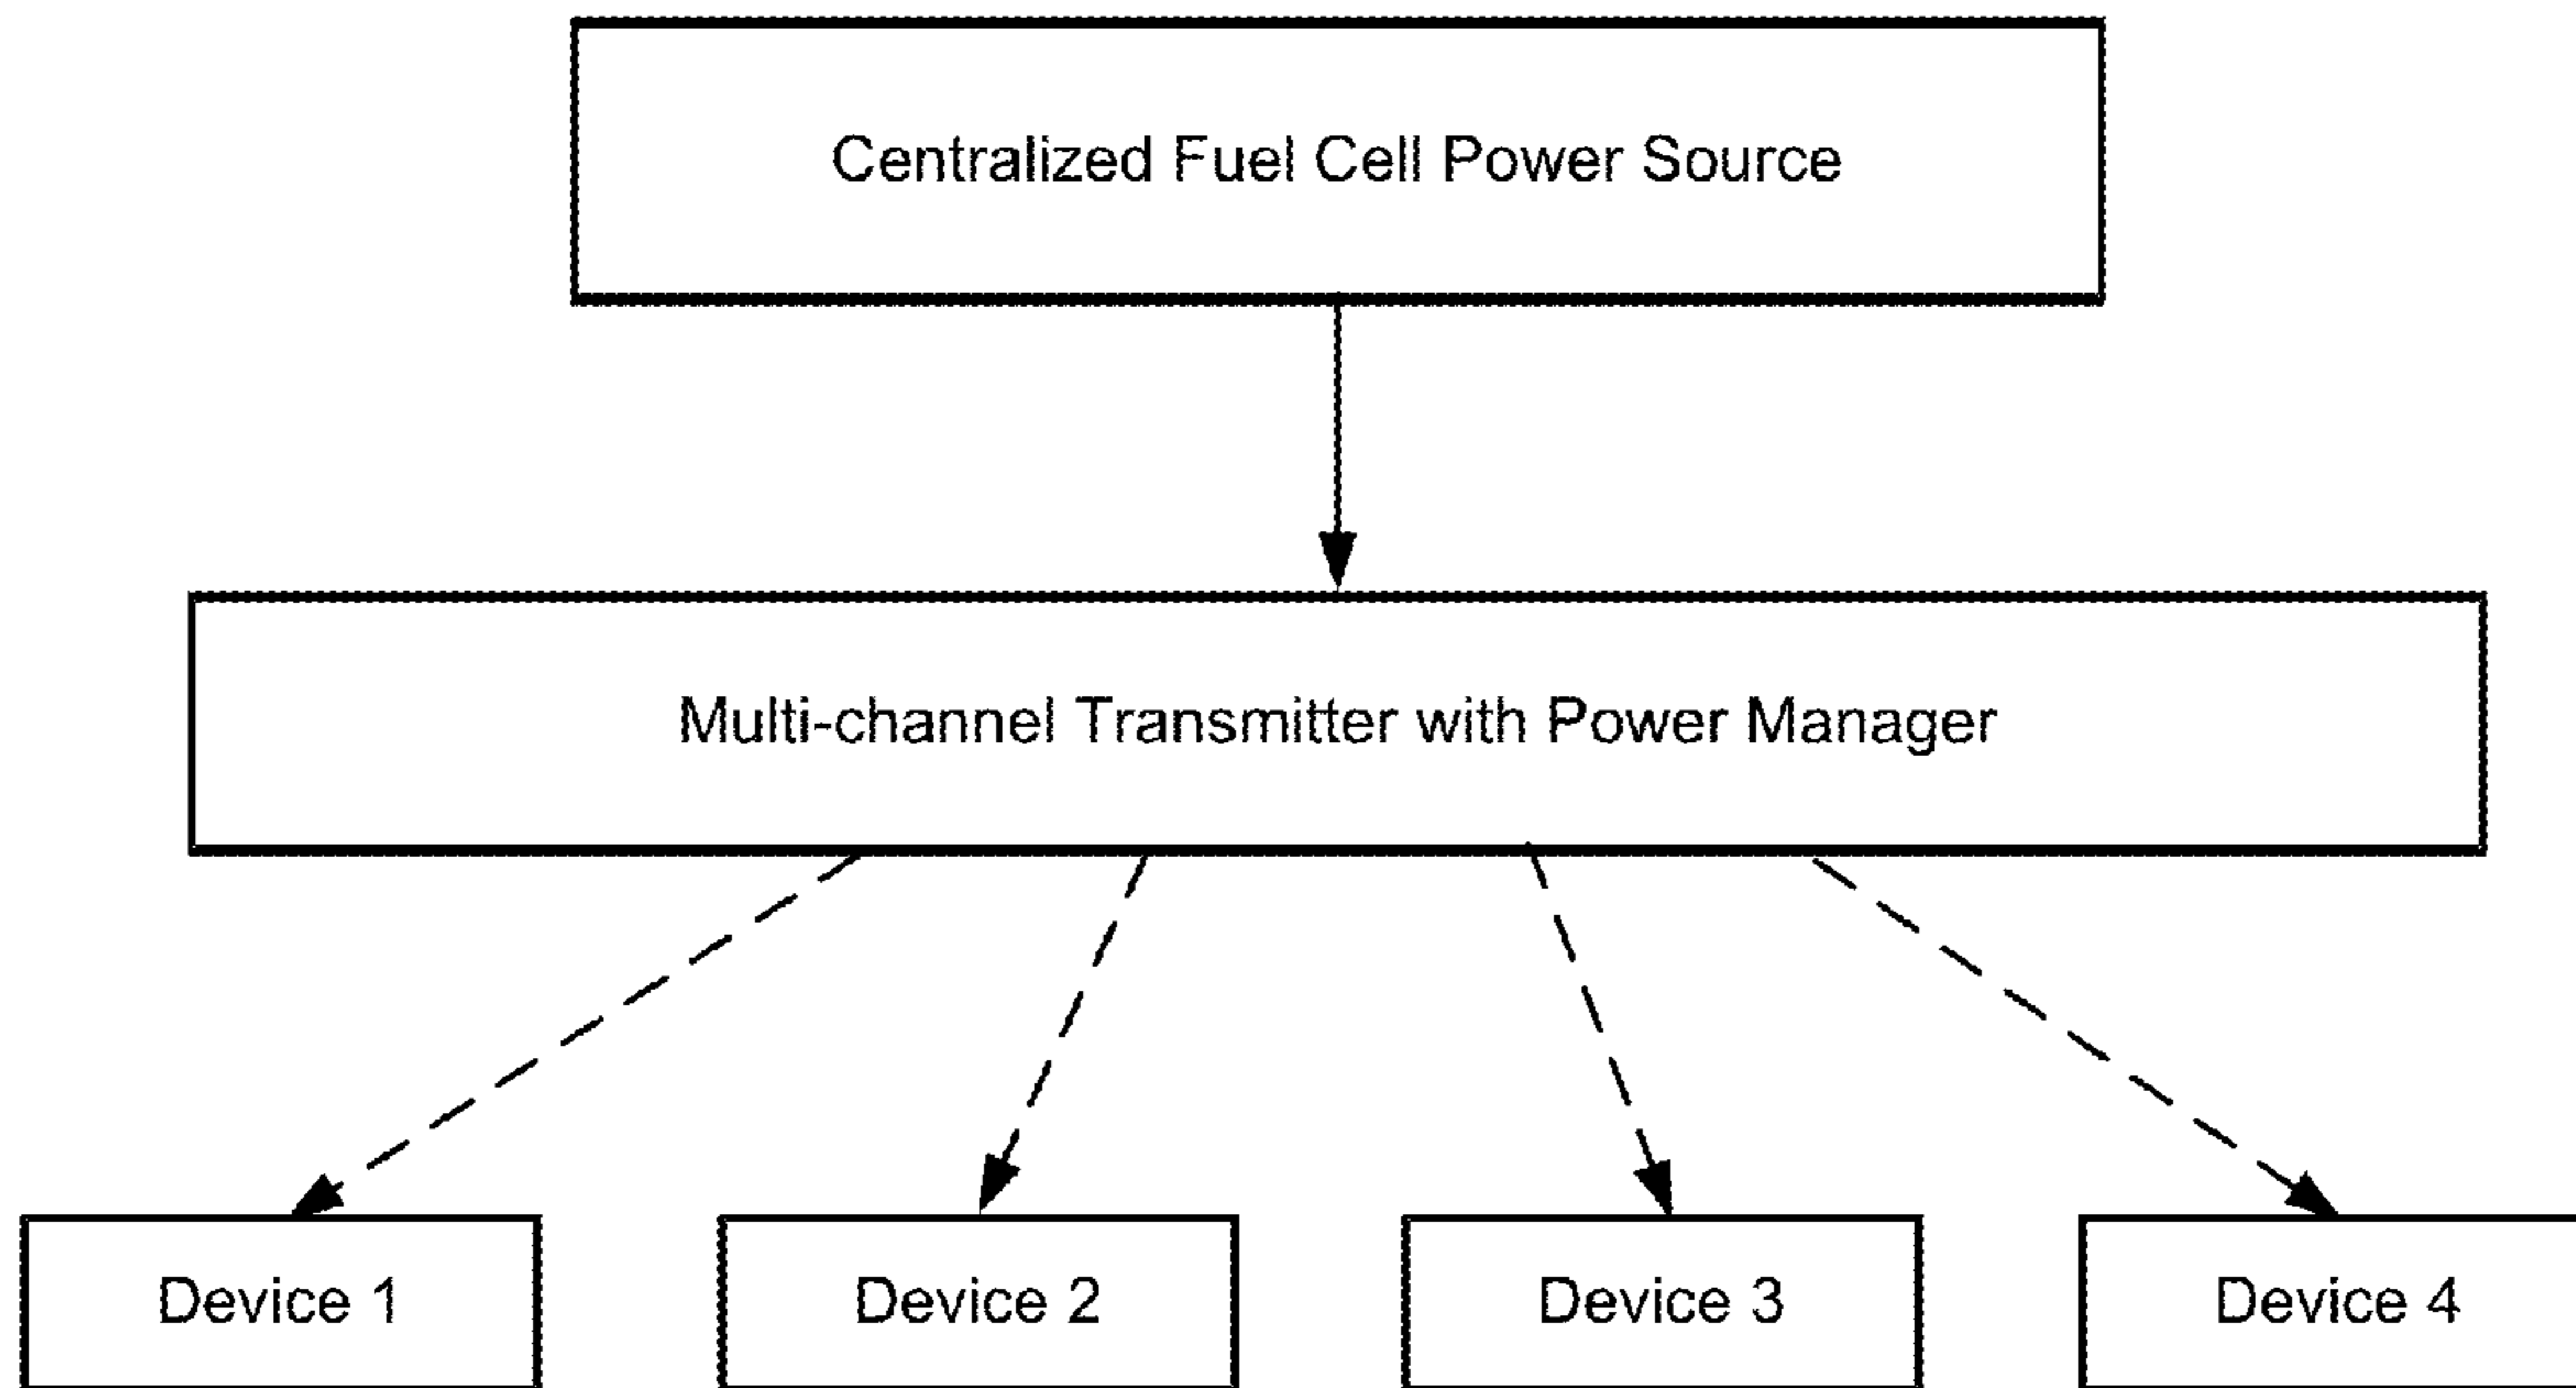 Centralized Fuel Cell Power Source
Multi-channel Transmitter with Power Manager
Device 1
Device 2
Device 3
Device 4